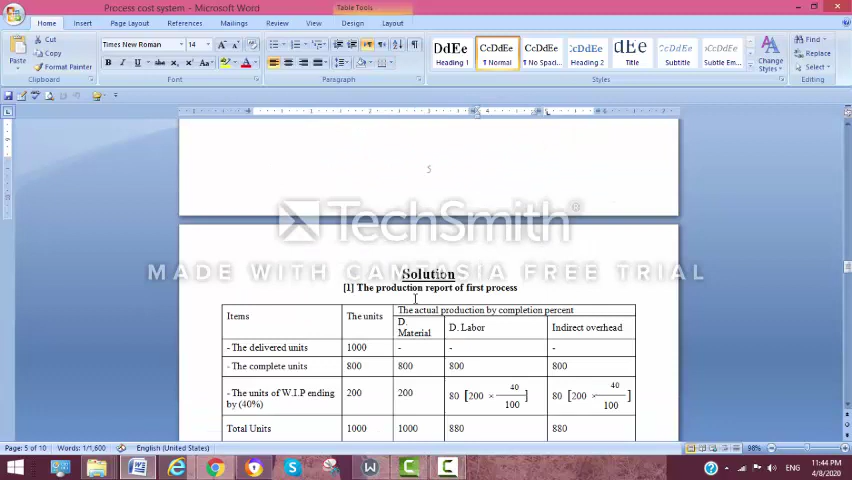 Process cost system - Microsoft Word
Table Tools
Home Insert Page Layout References Mailings Review View Design Layout
Paste
Cut
Copy
Format Painter
Clipboard
Times New Roman 14
Font
Paragraph
DdEe Heading 1
CcDdEe ¶ Normal
CcDdEe ¶ No Spaci...
CcDdEe Heading 2
DdEe Title
CcDdEe Subtitle
CcDdEe Subtle Em...
Change Styles
Styles
Find
Replace
Select
Editing
5
TechSmith
MADE WITH CAMTASIA FREE TRIAL
Solution
[1] The production report of first process
Items The units The actual production by completion percent
D. Material D. Labor Indirect overhead
- The delivered units 1000 - - -
- The complete units 800 800 800 800
- The units of W.I.P ending by (40%) 200 200 80 [200 × 40/100] 80 [200 × 40/100]
Total Units 1000 1000 880 880
Page: 5 of 10 Words: 1/1,600 English (United States) 98%
ENG 11:44 PM
4/8/2020